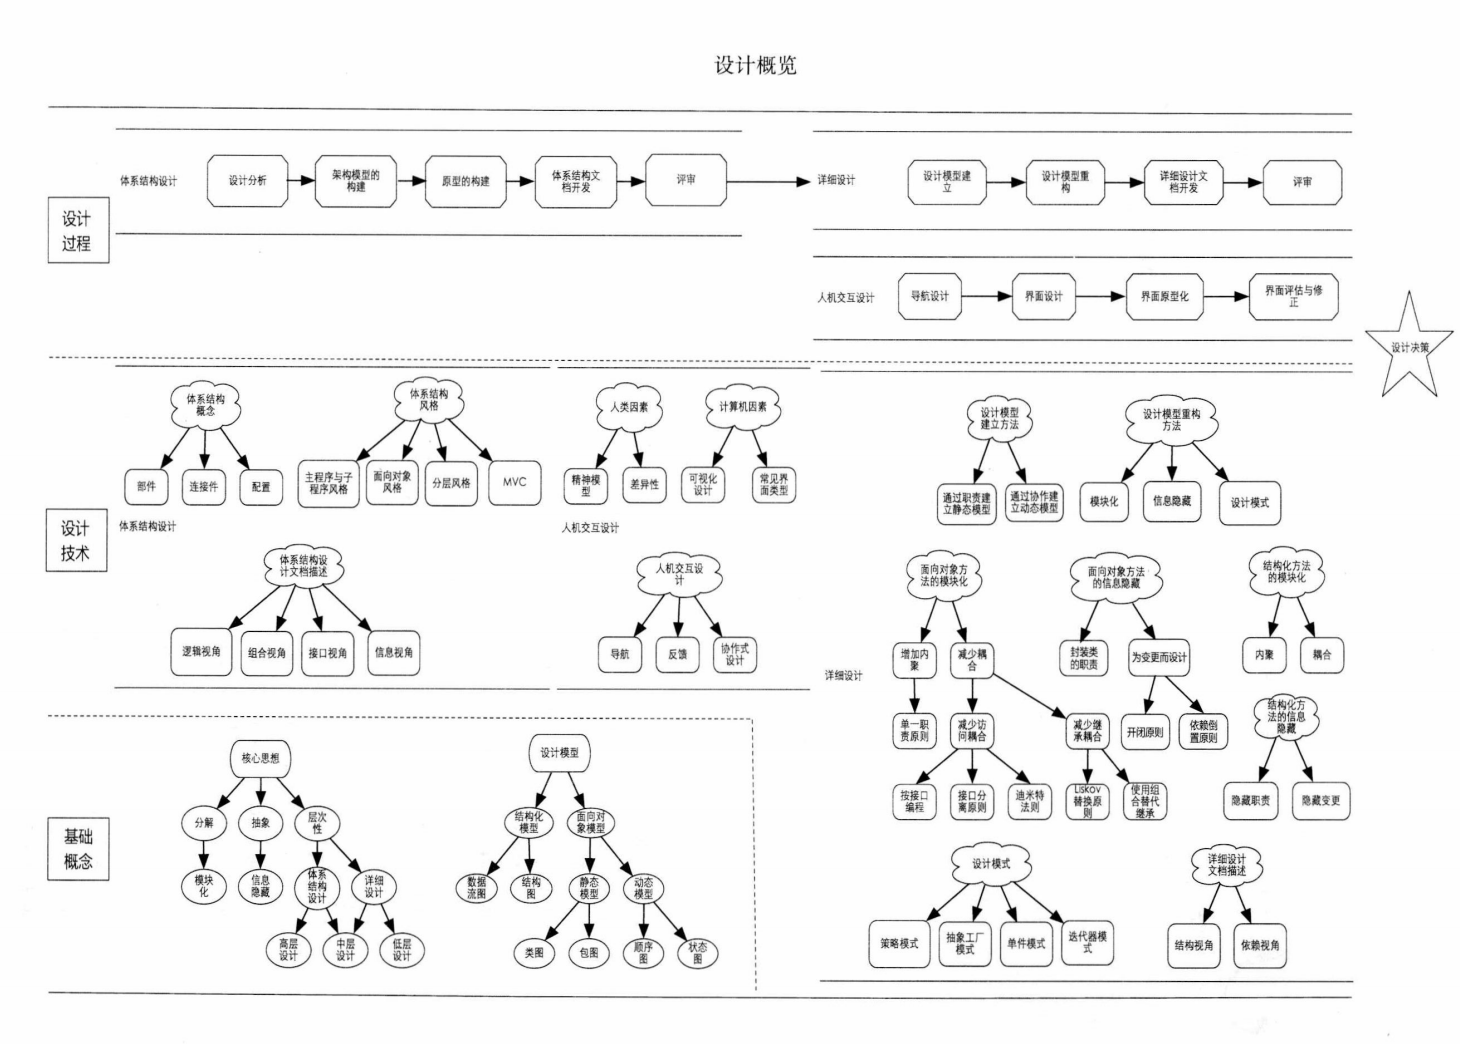 设计概览
设计
过程
体系结构设计
设计分析
架构模型的
构建
原型的构建
体系结构文
档开发
评审
详细设计
设计模型建
立
设计模型重
构
详细设计文
档开发
评审
人机交互设计
导航设计
界面设计
界面原型化
界面评估与修
正
设计决策
设计
技术
体系结构
概念
部件
连接件
配置
体系结构
风格
主程序与子
程序风格
面向对象
风格
分层风格
MVC
体系结构设计
体系结构设
计文档描述
逻辑视角
组合视角
接口视角
信息视角
人类因素
精神模
型
差异性
计算机因素
可视化
设计
常见界
面类型
人机交互设计
人机交互设
计
导航
反馈
协作式
设计
设计模型
建立方法
通过职责建
立静态模型
通过协作建
立动态模型
设计模型重构
方法
模块化
信息隐藏
设计模式
详细设计
面向对象方
法的模块化
增加内
聚
减少耦
合
单一职
责原则
减少访
问耦合
减少继
承耦合
按接口
编程
接口分
离原则
迪米特
法则
Liskov
替换原
则
使用组
合替代
继承
面向对象方法
的信息隐藏
封装类
的职责
为变更而设计
开闭原则
依赖倒
置原则
结构化方法
的模块化
内聚
耦合
结构化方
法的信息
隐藏
隐藏职责
隐藏变更
设计模式
策略模式
抽象工厂
模式
单件模式
迭代器模
式
详细设计
文档描述
结构视角
依赖视角
基础
概念
核心思想
分解
抽象
层次
性
模块
化
信息
隐藏
体系
结构
设计
详细
设计
高层
设计
中层
设计
低层
设计
设计模型
结构化
模型
面向对
象模型
数据
流图
结构
图
静态
模型
动态
模型
类图
包图
顺序
图
状态
图